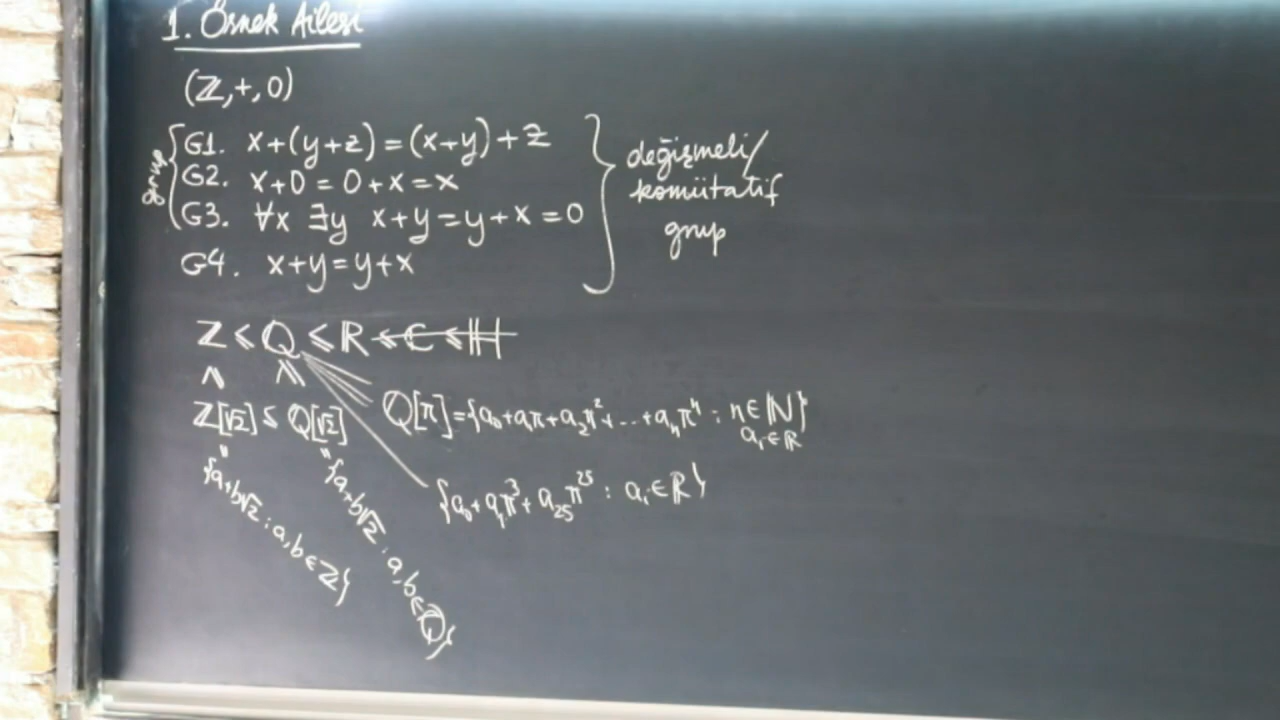 1. Örnek Ailesi
(ℤ,+,0)
grup
G1. x+(y+z)=(x+y)+z
G2. x+0=0+x=x
G3. ∀x ∃y x+y=y+x=0
G4. x+y=y+x
değişmeli/
komütatif
grup
ℤ ≤ ℚ ≤ ℝ ≤ ℂ ≤ ℍ
ℤ[√2] ≤ ℚ[√2]
ℚ[π]={a₀+a₁π+a₂π²+...+aₙπⁿ : n∈ℕ}
aᵢ∈ℝ
{a₀+a₁π³+a₂₅π²⁵ : aᵢ∈ℝ}
{a+b√2 : a,b∈ℤ}
{a+b√2 : a,b∈ℚ}